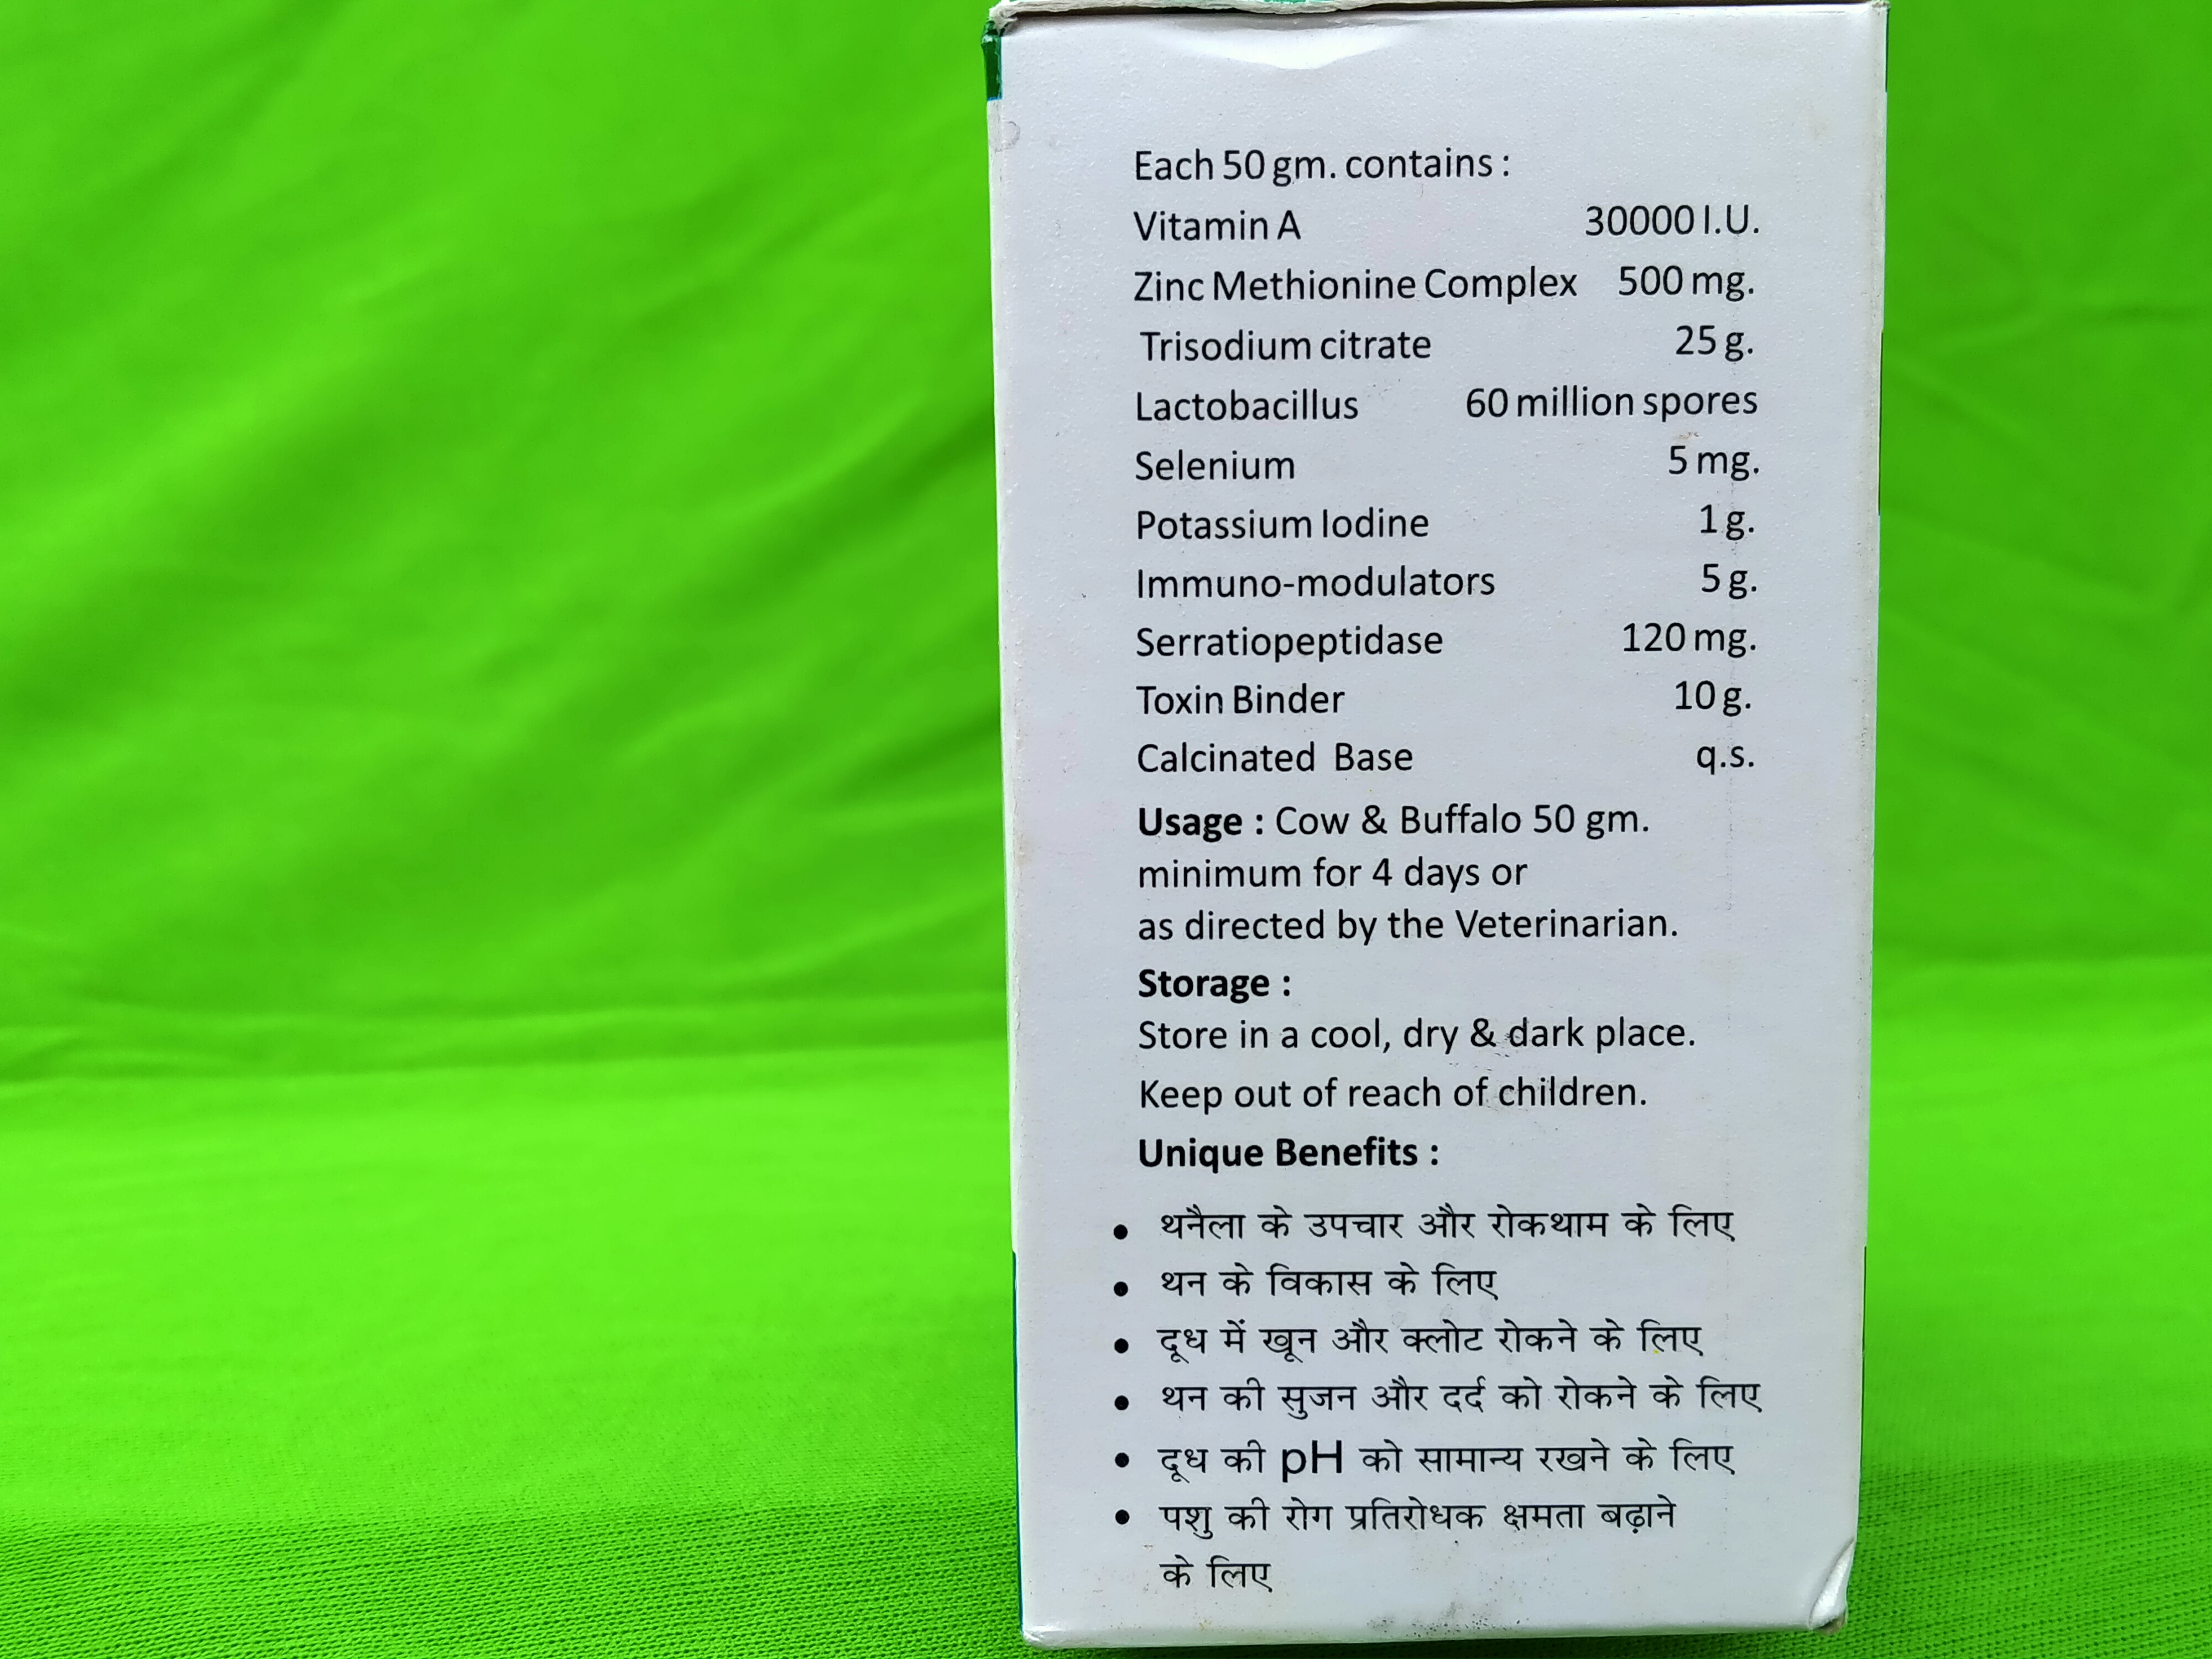 Each 50 gm. contains :
Vitamin A 30000 I.U.
Zinc Methionine Complex 500 mg.
Trisodium citrate 25 g.
Lactobacillus 60 million spores
Selenium 5 mg.
Potassium Iodine 1 g.
Immuno-modulators 5 g.
Serratiopeptidase 120 mg.
Toxin Binder 10 g.
Calcinated Base q.s.
Usage : Cow & Buffalo 50 gm.
minimum for 4 days or
as directed by the Veterinarian.
Storage :
Store in a cool, dry & dark place.
Keep out of reach of children.
Unique Benefits :
• थनैला के उपचार और रोकथाम के लिए
• थन के विकास के लिए
• दूध में खून और क्लोट रोकने के लिए
• थन की सुजन और दर्द को रोकने के लिए
• दूध की pH को सामान्य रखने के लिए
• पशु की रोग प्रतिरोधक क्षमता बढ़ाने
के लिए